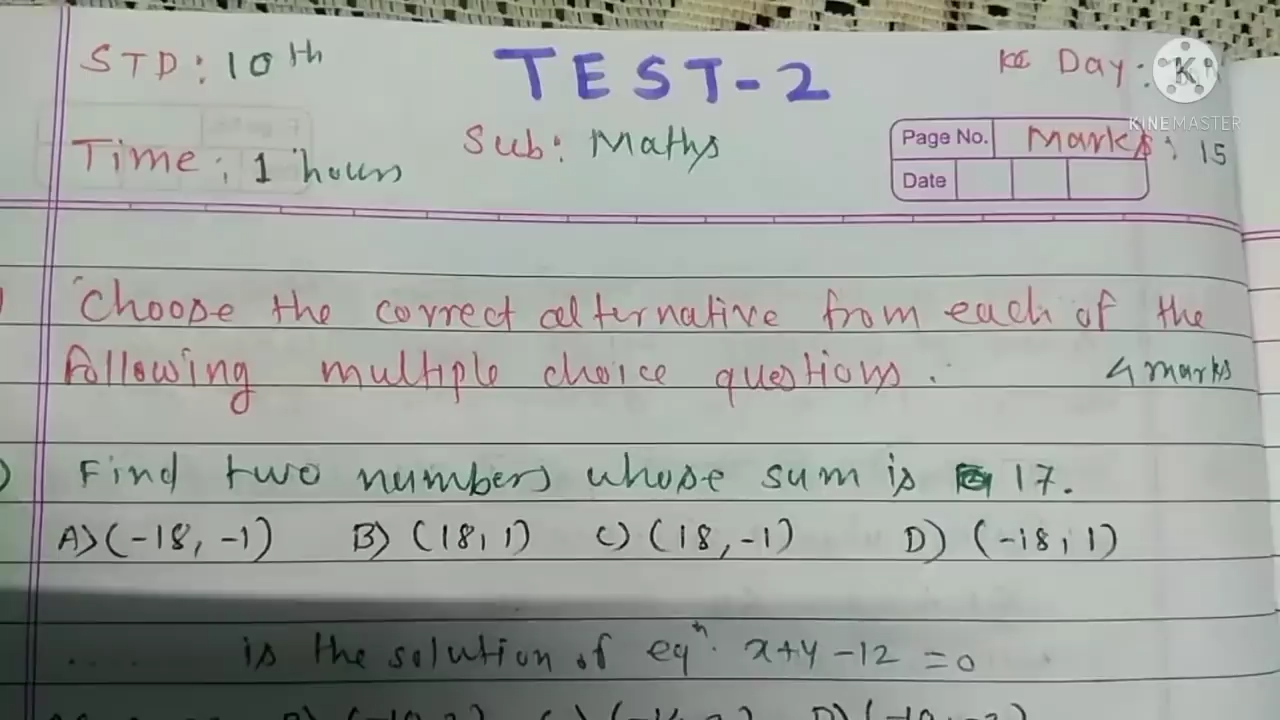 STD: 10th
TEST-2
Day:
K
KINEMASTER
Time: 1 hours
Sub: Maths
Page No.
Marks: 15
Date
Choose the correct alternative from each of the
following multiple choice questions.
4 marks
Find two numbers whose sum is 17.
A) (-18, -1) B) (18, 1) C) (18, -1) D) (-18, 1)
.... is the solution of eqn. x+y-12=0